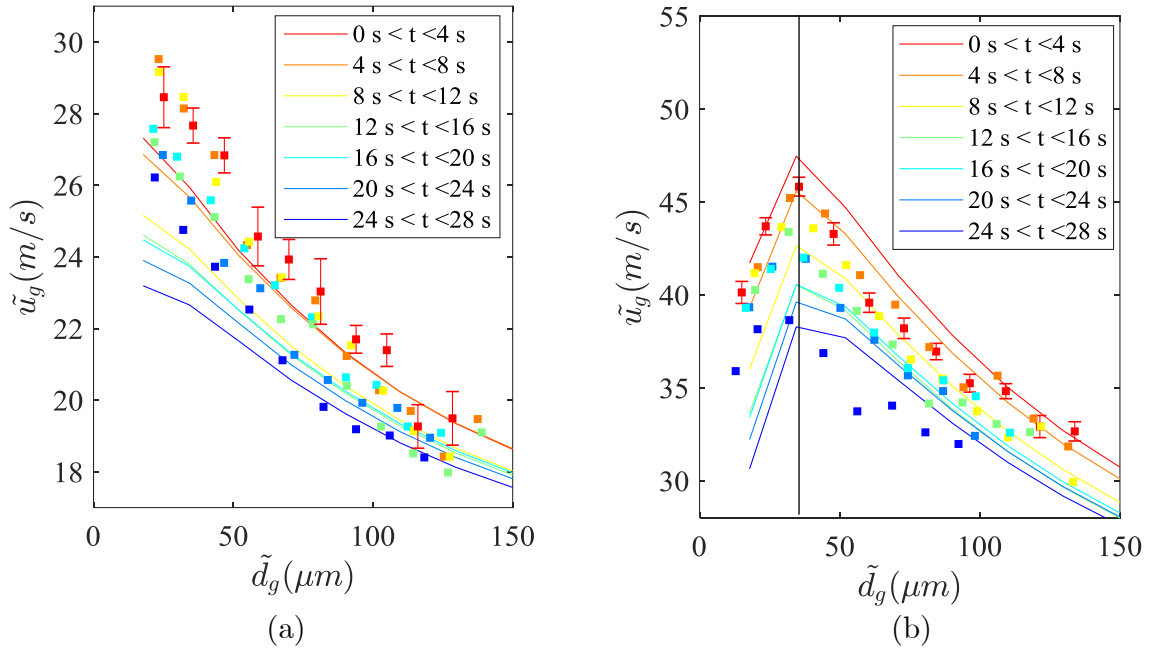 30
28
26
24
22
20
18
0 50 100 150
ũ_g(m/s)
d̃_g(μm)
0 s < t <4 s
4 s < t <8 s
8 s < t <12 s
12 s < t <16 s
16 s < t <20 s
20 s < t <24 s
24 s < t <28 s
(a)
55
50
45
40
35
30
0 50 100 150
ũ_g(m/s)
d̃_g(μm)
0 s < t <4 s
4 s < t <8 s
8 s < t <12 s
12 s < t <16 s
16 s < t <20 s
20 s < t <24 s
24 s < t <28 s
(b)